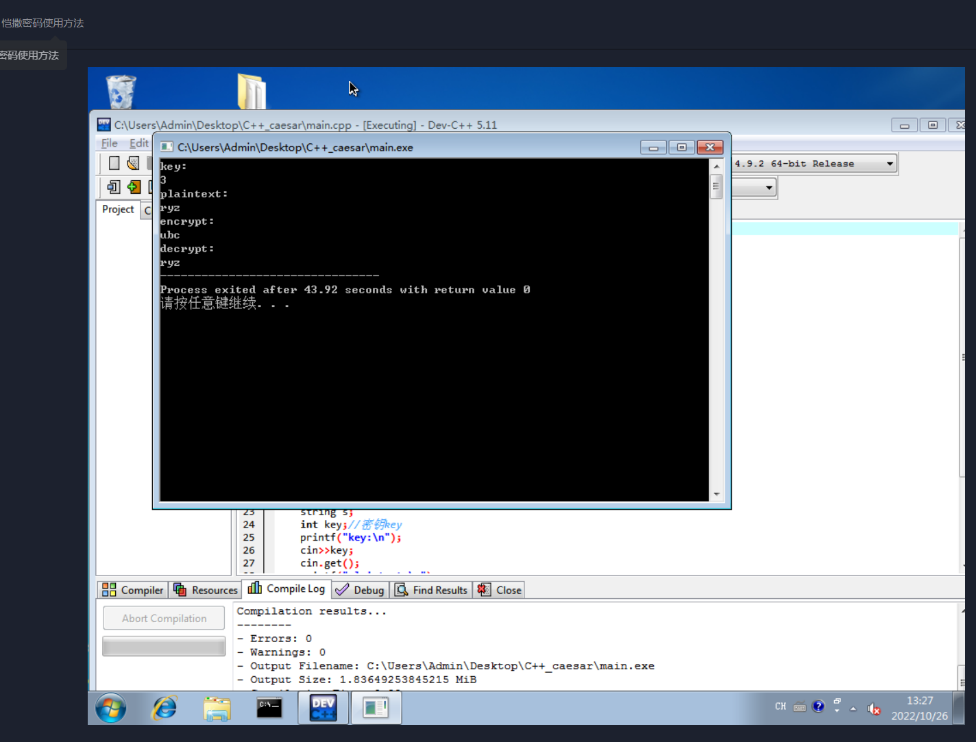 恺撒密码使用方法
密码使用方法
C:\Users\Admin\Desktop\C++_caesar\main.cpp - [Executing] - Dev-C++ 5.11
File Edit
C:\Users\Admin\Desktop\C++_caesar\main.exe
4.9.2 64-bit Release
Project
key:
3
plaintext:
ryz
encrypt:
ubc
decrypt:
ryz
--------------------------------
Process exited after 43.92 seconds with return value 0
请按任意键继续. . .
23 string s;
24 int key;//密钥key
25 printf("key:\n");
26 cin>>key;
27 cin.get();
Compiler Resources Compile Log Debug Find Results Close
Abort Compilation
Compilation results...
--------
- Errors: 0
- Warnings: 0
- Output Filename: C:\Users\Admin\Desktop\C++_caesar\main.exe
- Output Size: 1.83649253845215 MiB
DEV
CH
13:27
2022/10/26